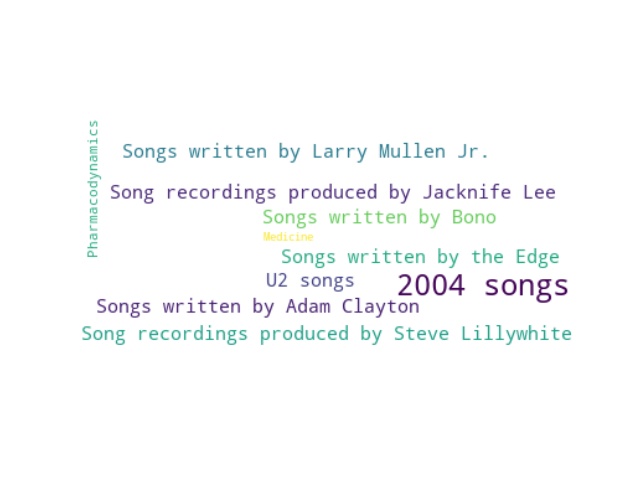 Pharmacodynamics
Songs written by Larry Mullen Jr.
Song recordings produced by Jacknife Lee
Songs written by Bono
Medicine
Songs written by the Edge
U2 songs
2004 songs
Songs written by Adam Clayton
Song recordings produced by Steve Lillywhite